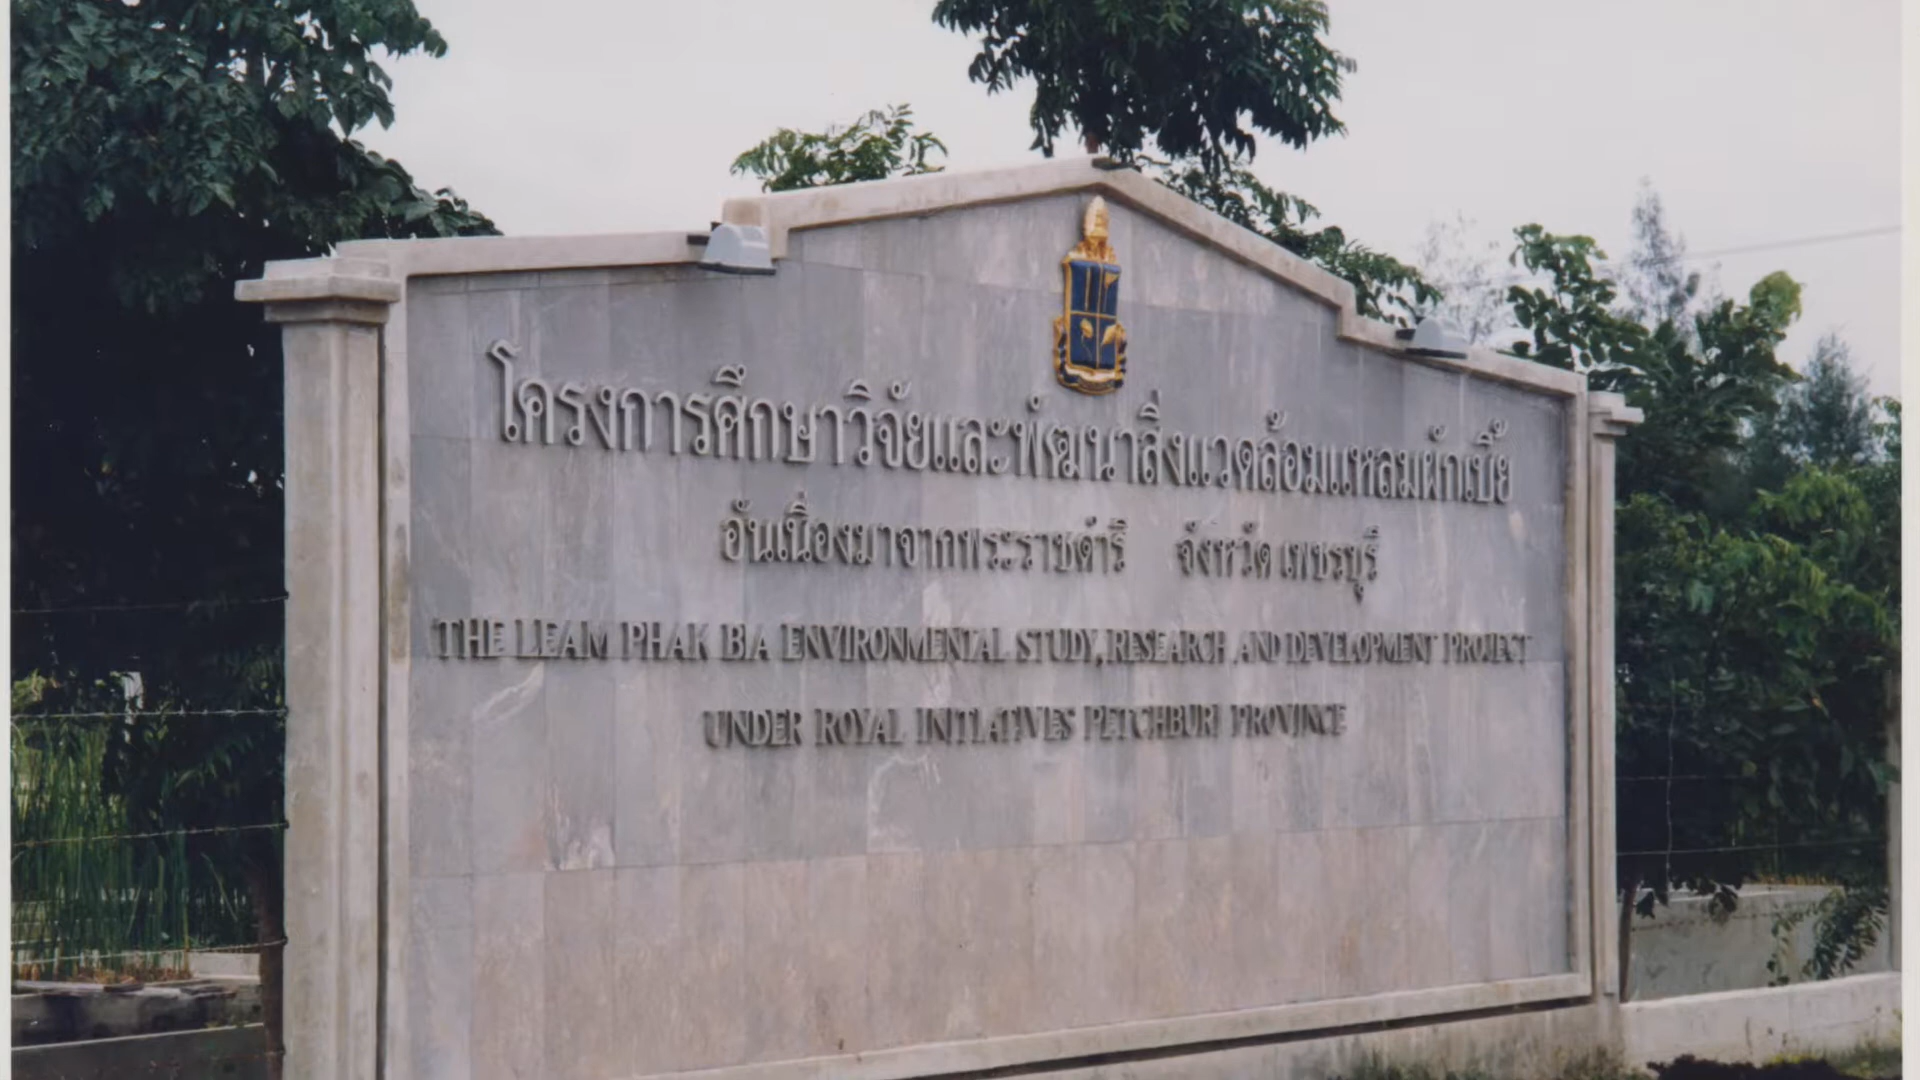 โครงการศึกษาวิจัยและพัฒนาสิ่งแวดล้อมแหลมผักเบี้ย
อันเนื่องมาจากพระราชดำริ จังหวัด เพชรบุรี
THE LEAM PHAK BIA ENVIRONMENTAL STUDY, RESEARCH AND DEVELOPMENT PROJECT
UNDER ROYAL INITIATIVES PETCHBURI PROVINCE